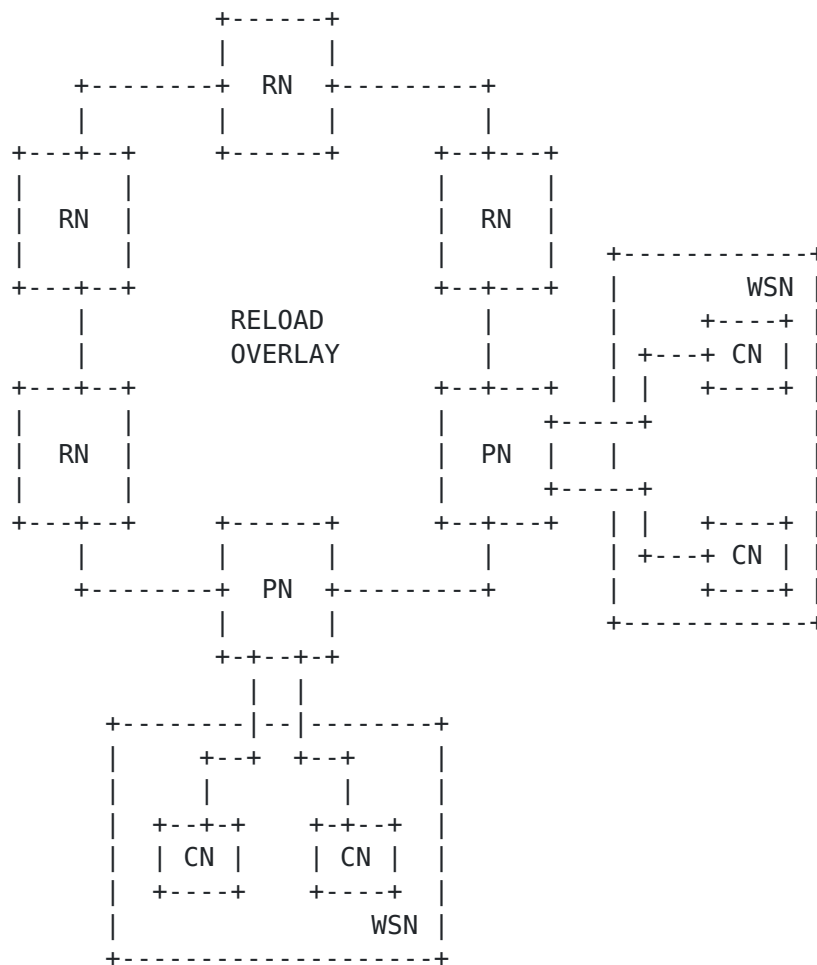 RN
RN RN
WSN
RELOAD
OVERLAY
CN
RN PN
CN
PN
CN CN
WSN